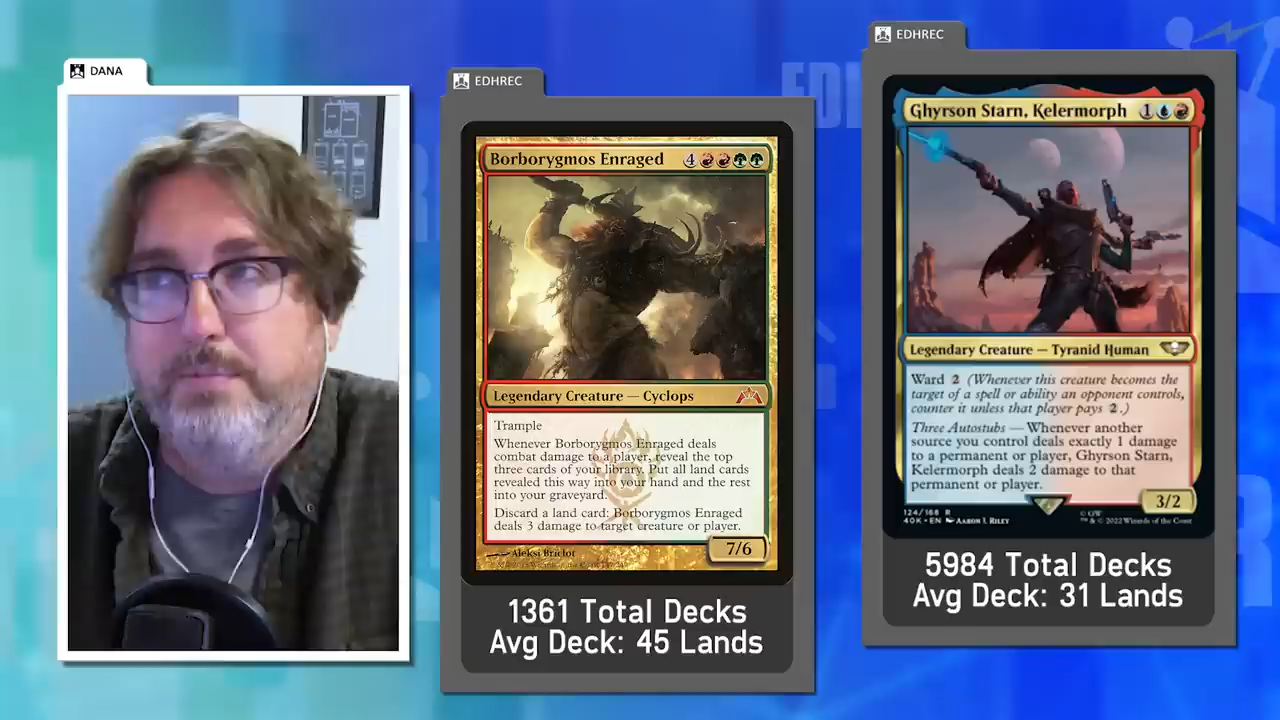 DANA
EDHREC
Borborygmos Enraged 4
Legendary Creature — Cyclops
Trample
Whenever Borborygmos Enraged deals
combat damage to a player, reveal the top
three cards of your library. Put all land cards
revealed this way into your hand and the rest
into your graveyard.
Discard a land card: Borborygmos Enraged
deals 3 damage to target creature or player.
7/6
Aleksi Briclot
1361 Total Decks
Avg Deck: 45 Lands
EDHREC
Ghyrson Starn, Kelermorph 1
Legendary Creature — Tyranid Human
Ward 2 (Whenever this creature becomes the
target of a spell or ability an opponent controls,
counter it unless that player pays 2.)
Three Autostubs — Whenever another
source you control deals exactly 1 damage
to a permanent or player, Ghyrson Starn,
Kelermorph deals 2 damage to that
permanent or player.
3/2
124/168 R
40K • EN Aaron J. Riley
© GW
™ & © 2022 Wizards of the Coast
5984 Total Decks
Avg Deck: 31 Lands